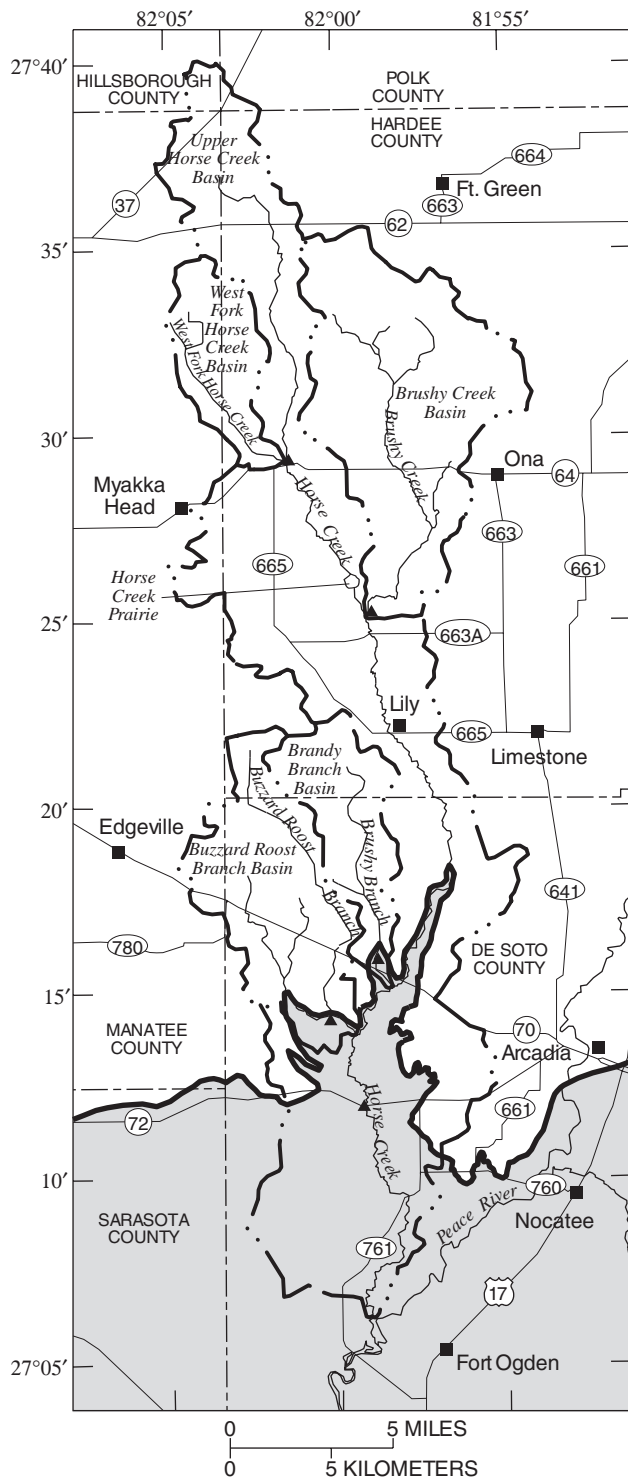 82°05′ 82°00′ 81°55′
27°40′
HILLSBOROUGH
COUNTY
POLK
COUNTY
HARDEE
COUNTY
Upper
Horse Creek
Basin
664
663
Ft. Green
37
62
35′
West
Fork
Horse
Creek
Basin
West Fork Horse Creek
Brushy Creek
Basin
Brushy Creek
30′
Ona
64
Myakka
Head
Horse Creek
663
665
661
Horse
Creek
Prairie
25′
663A
Lily
665
Limestone
Brandy
Branch
Basin
Buzzard Roost
Branch
20′
Edgeville
Brushy Branch
Buzzard Roost
Branch Basin
641
780
DE SOTO
COUNTY
15′
MANATEE
COUNTY
70
Arcadia
72
Horse Creek
661
10′
760
SARASOTA
COUNTY
Peace River
Nocatee
761
17
27°05′
Fort Ogden
0 5 MILES
0 5 KILOMETERS